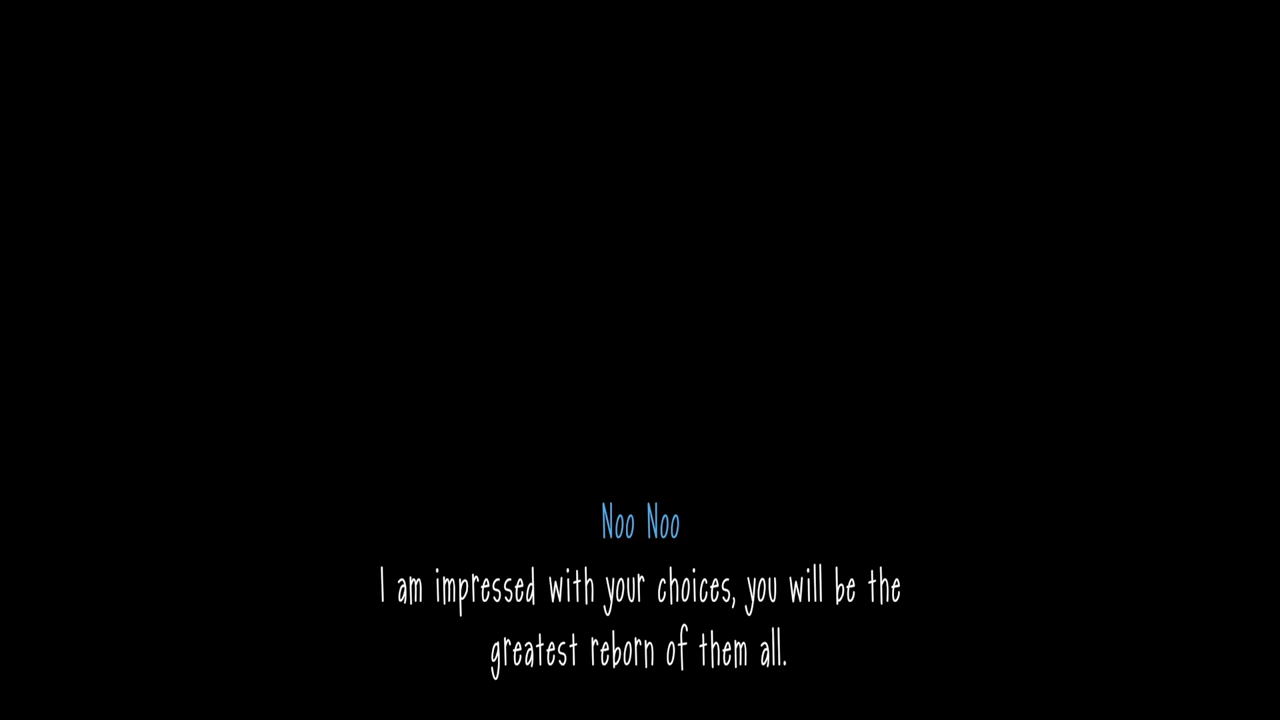 Noo Noo
I am impressed with your choices, you will be the
greatest reborn of them all.